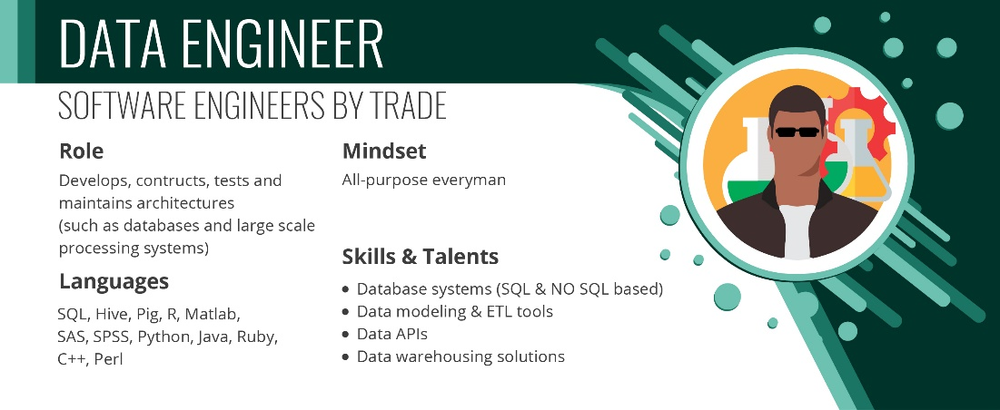 DATA ENGINEER
SOFTWARE ENGINEERS BY TRADE
Role
Develops, contructs, tests and
maintains architectures
(such as databases and large scale
processing systems)
Languages
SQL, Hive, Pig, R, Matlab,
SAS, SPSS, Python, Java, Ruby,
C++, Perl
Mindset
All-purpose everyman
Skills & Talents
• Database systems (SQL & NO SQL based)
• Data modeling & ETL tools
• Data APIs
• Data warehousing solutions